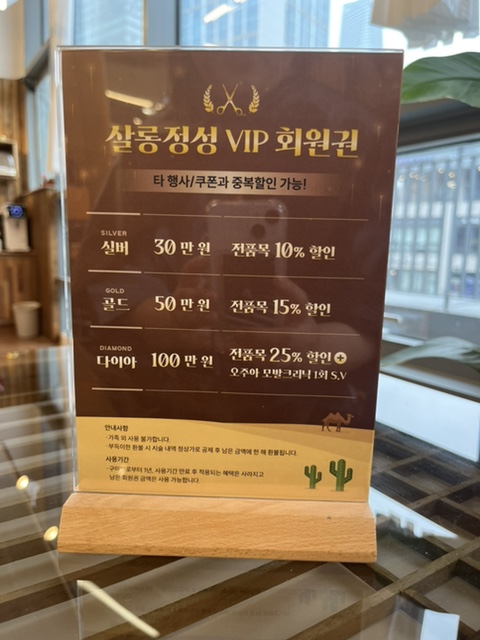 살롱정성 VIP 회원권
타 행사/쿠폰과 중복할인 가능!
SILVER
실버 30만원 전품목 10% 할인
GOLD
골드 50만원 전품목 15% 할인
DIAMOND
다이아 100만원 전품목 25% 할인+
오주아 모발크리닉 1회 S.V
안내사항
·가족 외 사용 불가합니다.
·부득이한 환불 시 시술 내역 정상가로 공제 후 남은 금액에 한 해 환불됩니다.
사용기간
로부터 1년, 사용기간 만료 후 적용되는 혜택은 사라지고
남은 회원권 금액은 사용 가능합니다.